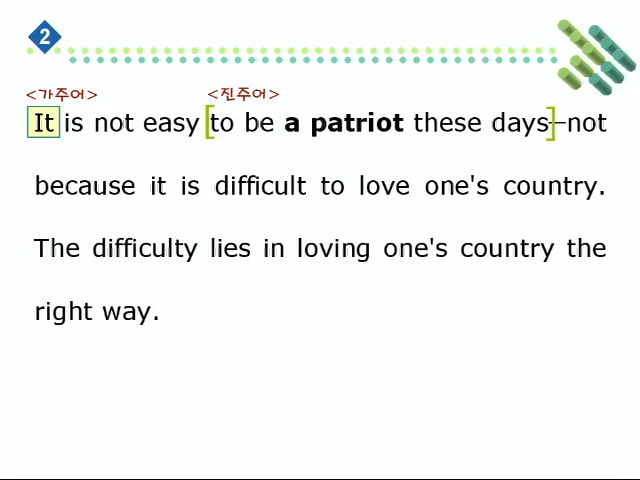 2
<가주어> <진주어>
It is not easy [to be a patriot these days]—not
because it is difficult to love one's country.
The difficulty lies in loving one's country the
right way.